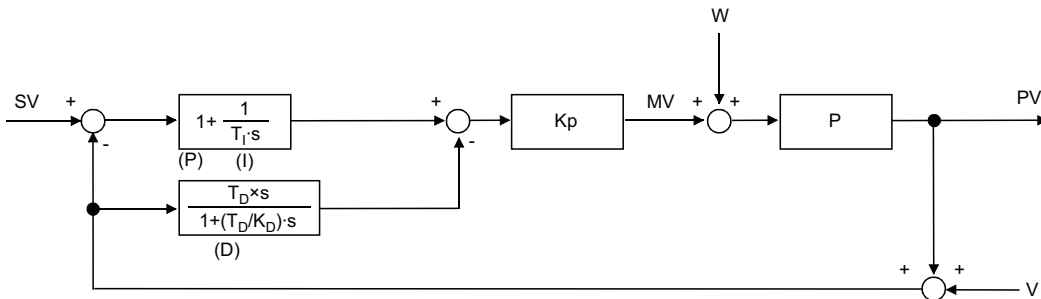 W
SV
+
-
1+ 1
T_I·s
(P) (I)
+
-
Kp
MV
+
+
P
PV
T_D×s
1+(T_D/K_D)·s
(D)
+
+
V